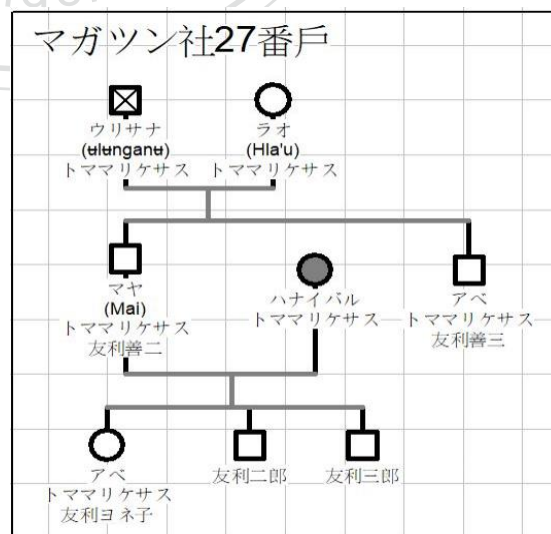 マガツン社27番戶
ウリサナ
(ʉlʉnganʉ)
トママリケサス
ラオ
(Hla'u)
トママリケサス
マヤ
(Mai)
トママリケサス
友利善二
ハナイバル
トママリケサス
アベ
トママリケサス
友利善三
アベ
トママリケサス
友利ヨネ子
友利二郎
友利三郎